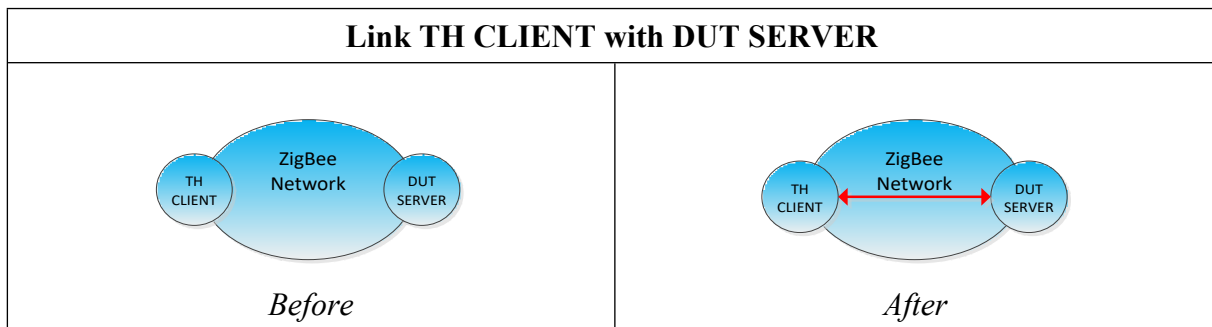 Link TH CLIENT with DUT SERVER
ZigBee
Network
TH
CLIENT
DUT
SERVER
Before
ZigBee
Network
TH
CLIENT
DUT
SERVER
After